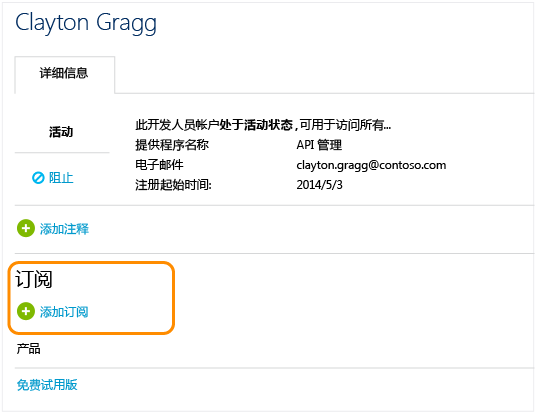 Clayton Gragg
详细信息
活动
此开发人员帐户处于活动状态，可用于访问所有...
提供程序名称 API 管理
阻止
电子邮件 clayton.gragg@contoso.com
注册起始时间: 2014/5/3
添加注释
订阅
添加订阅
产品
免费试用版